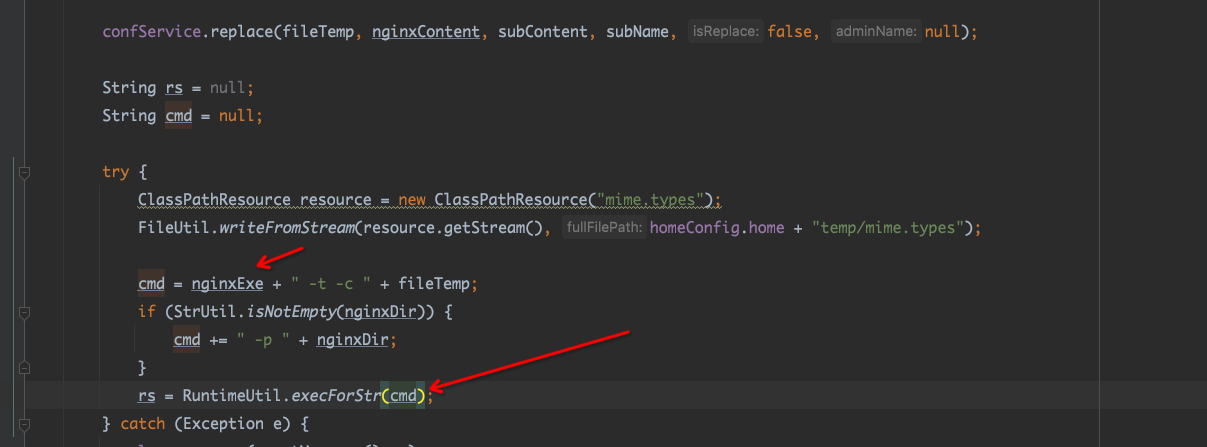 confService.replace(fileTemp, nginxContent, subContent, subName, isReplace: false, adminName: null);
String rs = null;
String cmd = null;
try {
ClassPathResource resource = new ClassPathResource("mime.types");
FileUtil.writeFromStream(resource.getStream(), fullFilePath: homeConfig.home + "temp/mime.types");
cmd = nginxExe + " -t -c " + fileTemp;
if (StrUtil.isNotEmpty(nginxDir)) {
cmd += " -p " + nginxDir;
}
rs = RuntimeUtil.execForStr(cmd);
} catch (Exception e) {